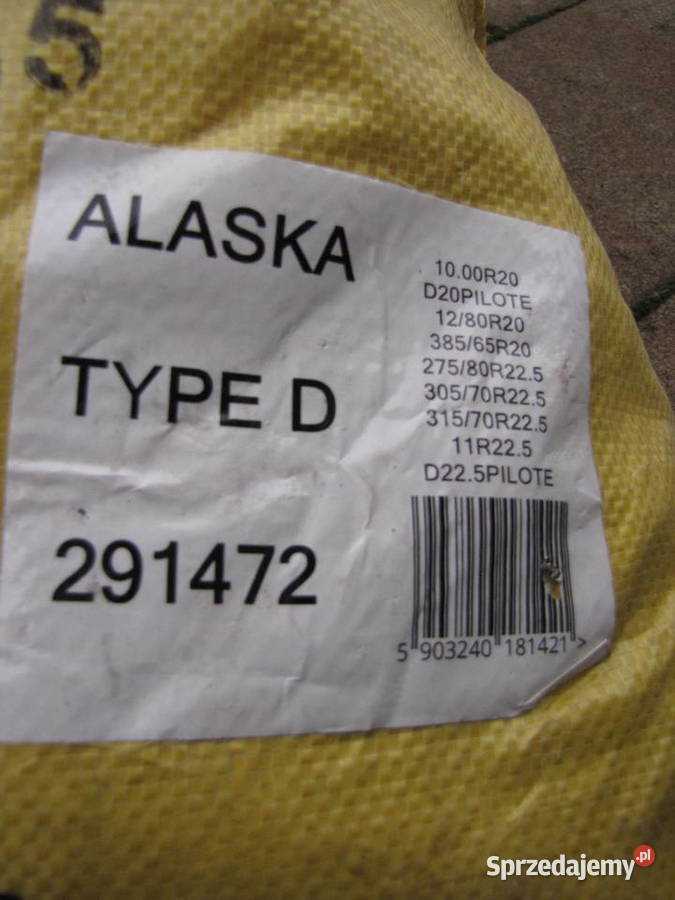 5
ALASKA
TYPE D
291472
10.00R20
D20PILOTE
12/80R20
385/65R20
275/80R22.5
305/70R22.5
315/70R22.5
11R22.5
D22.5PILOTE
5 903240 181421 >
Sprzedajemy.pl